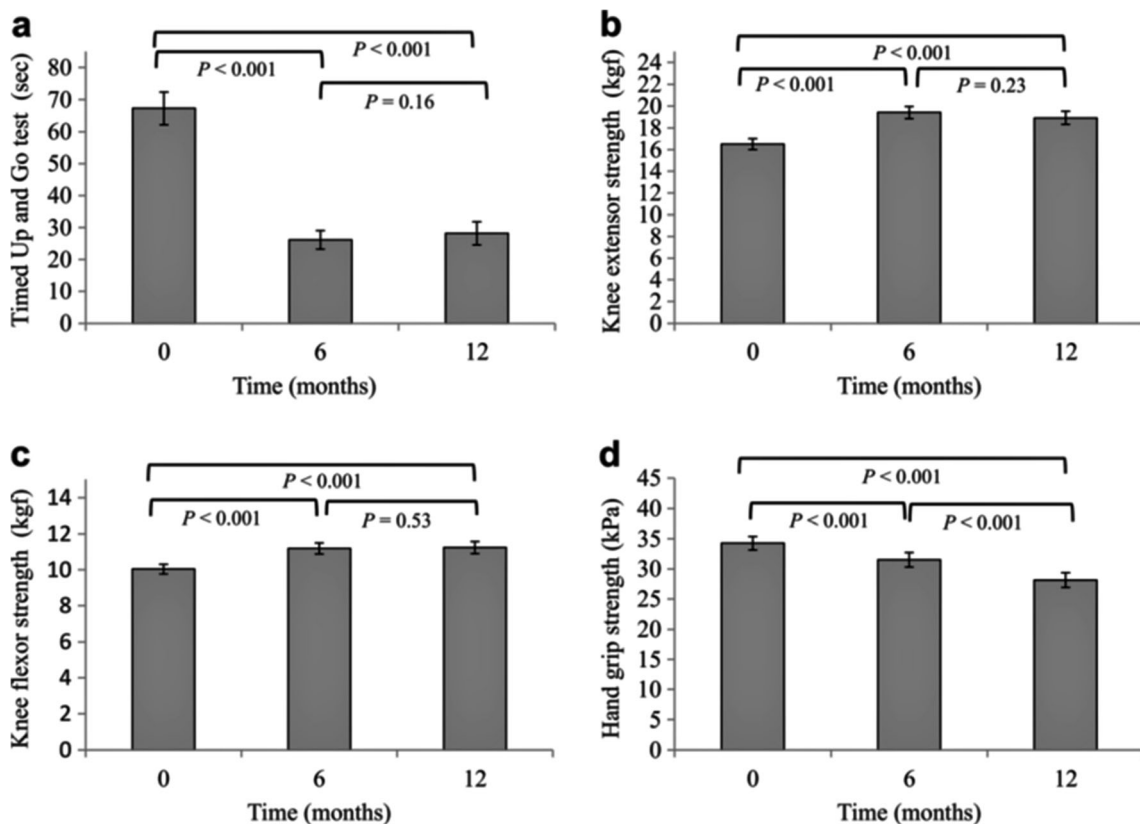 a
P < 0.001
P < 0.001
P = 0.16
Timed Up and Go test (sec)
80
70
60
50
40
30
20
10
0
0 6 12
Time (months)
b
P < 0.001
P < 0.001
P = 0.23
Knee extensor strength (kgf)
24
22
20
18
16
14
12
10
8
6
4
2
0
0 6 12
Time (months)
c
P < 0.001
P < 0.001
P = 0.53
Knee flexor strength (kgf)
14
12
10
8
6
4
2
0
0 6 12
Time (months)
d
P < 0.001
P < 0.001
P < 0.001
Hand grip strength (kPa)
45
40
35
30
25
20
15
10
5
0
0 6 12
Time (months)